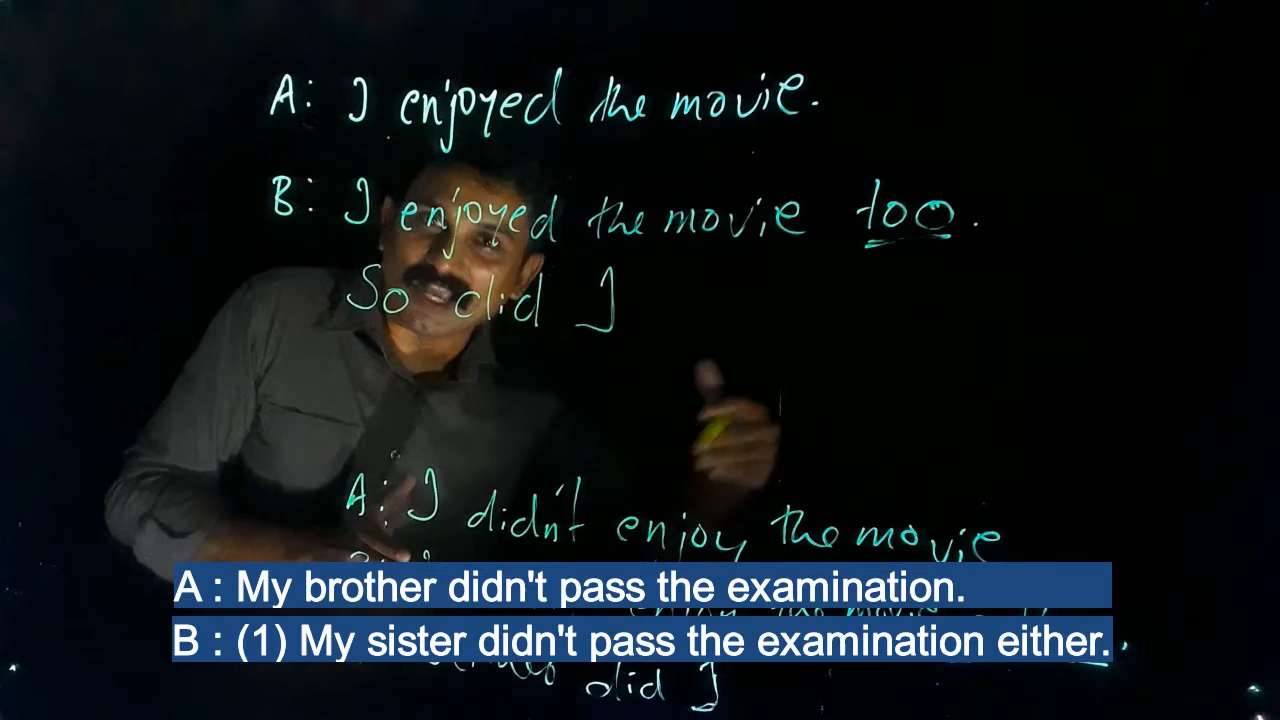 A: I enjoyed the movie.
B: I enjoyed the movie too.
So did I
A: I didn't enjoy the movie
A : My brother didn't pass the examination.
B : (1) My sister didn't pass the examination either.
did I